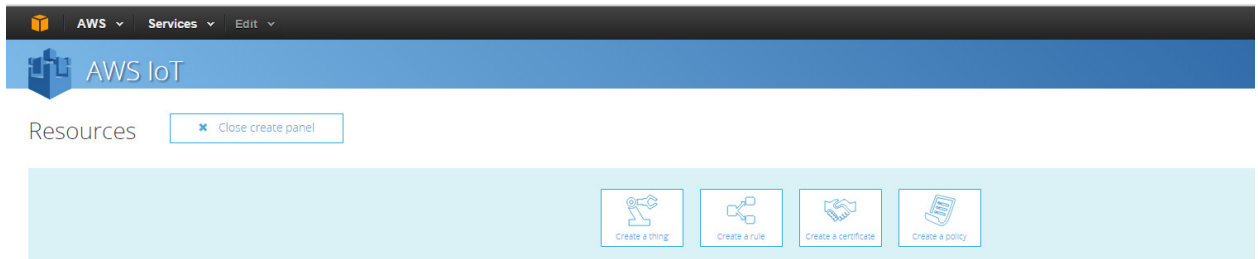 AWS Services Edit
AWS IoT
Resources Close create panel
Create a thing Create a rule Create a certificate Create a policy